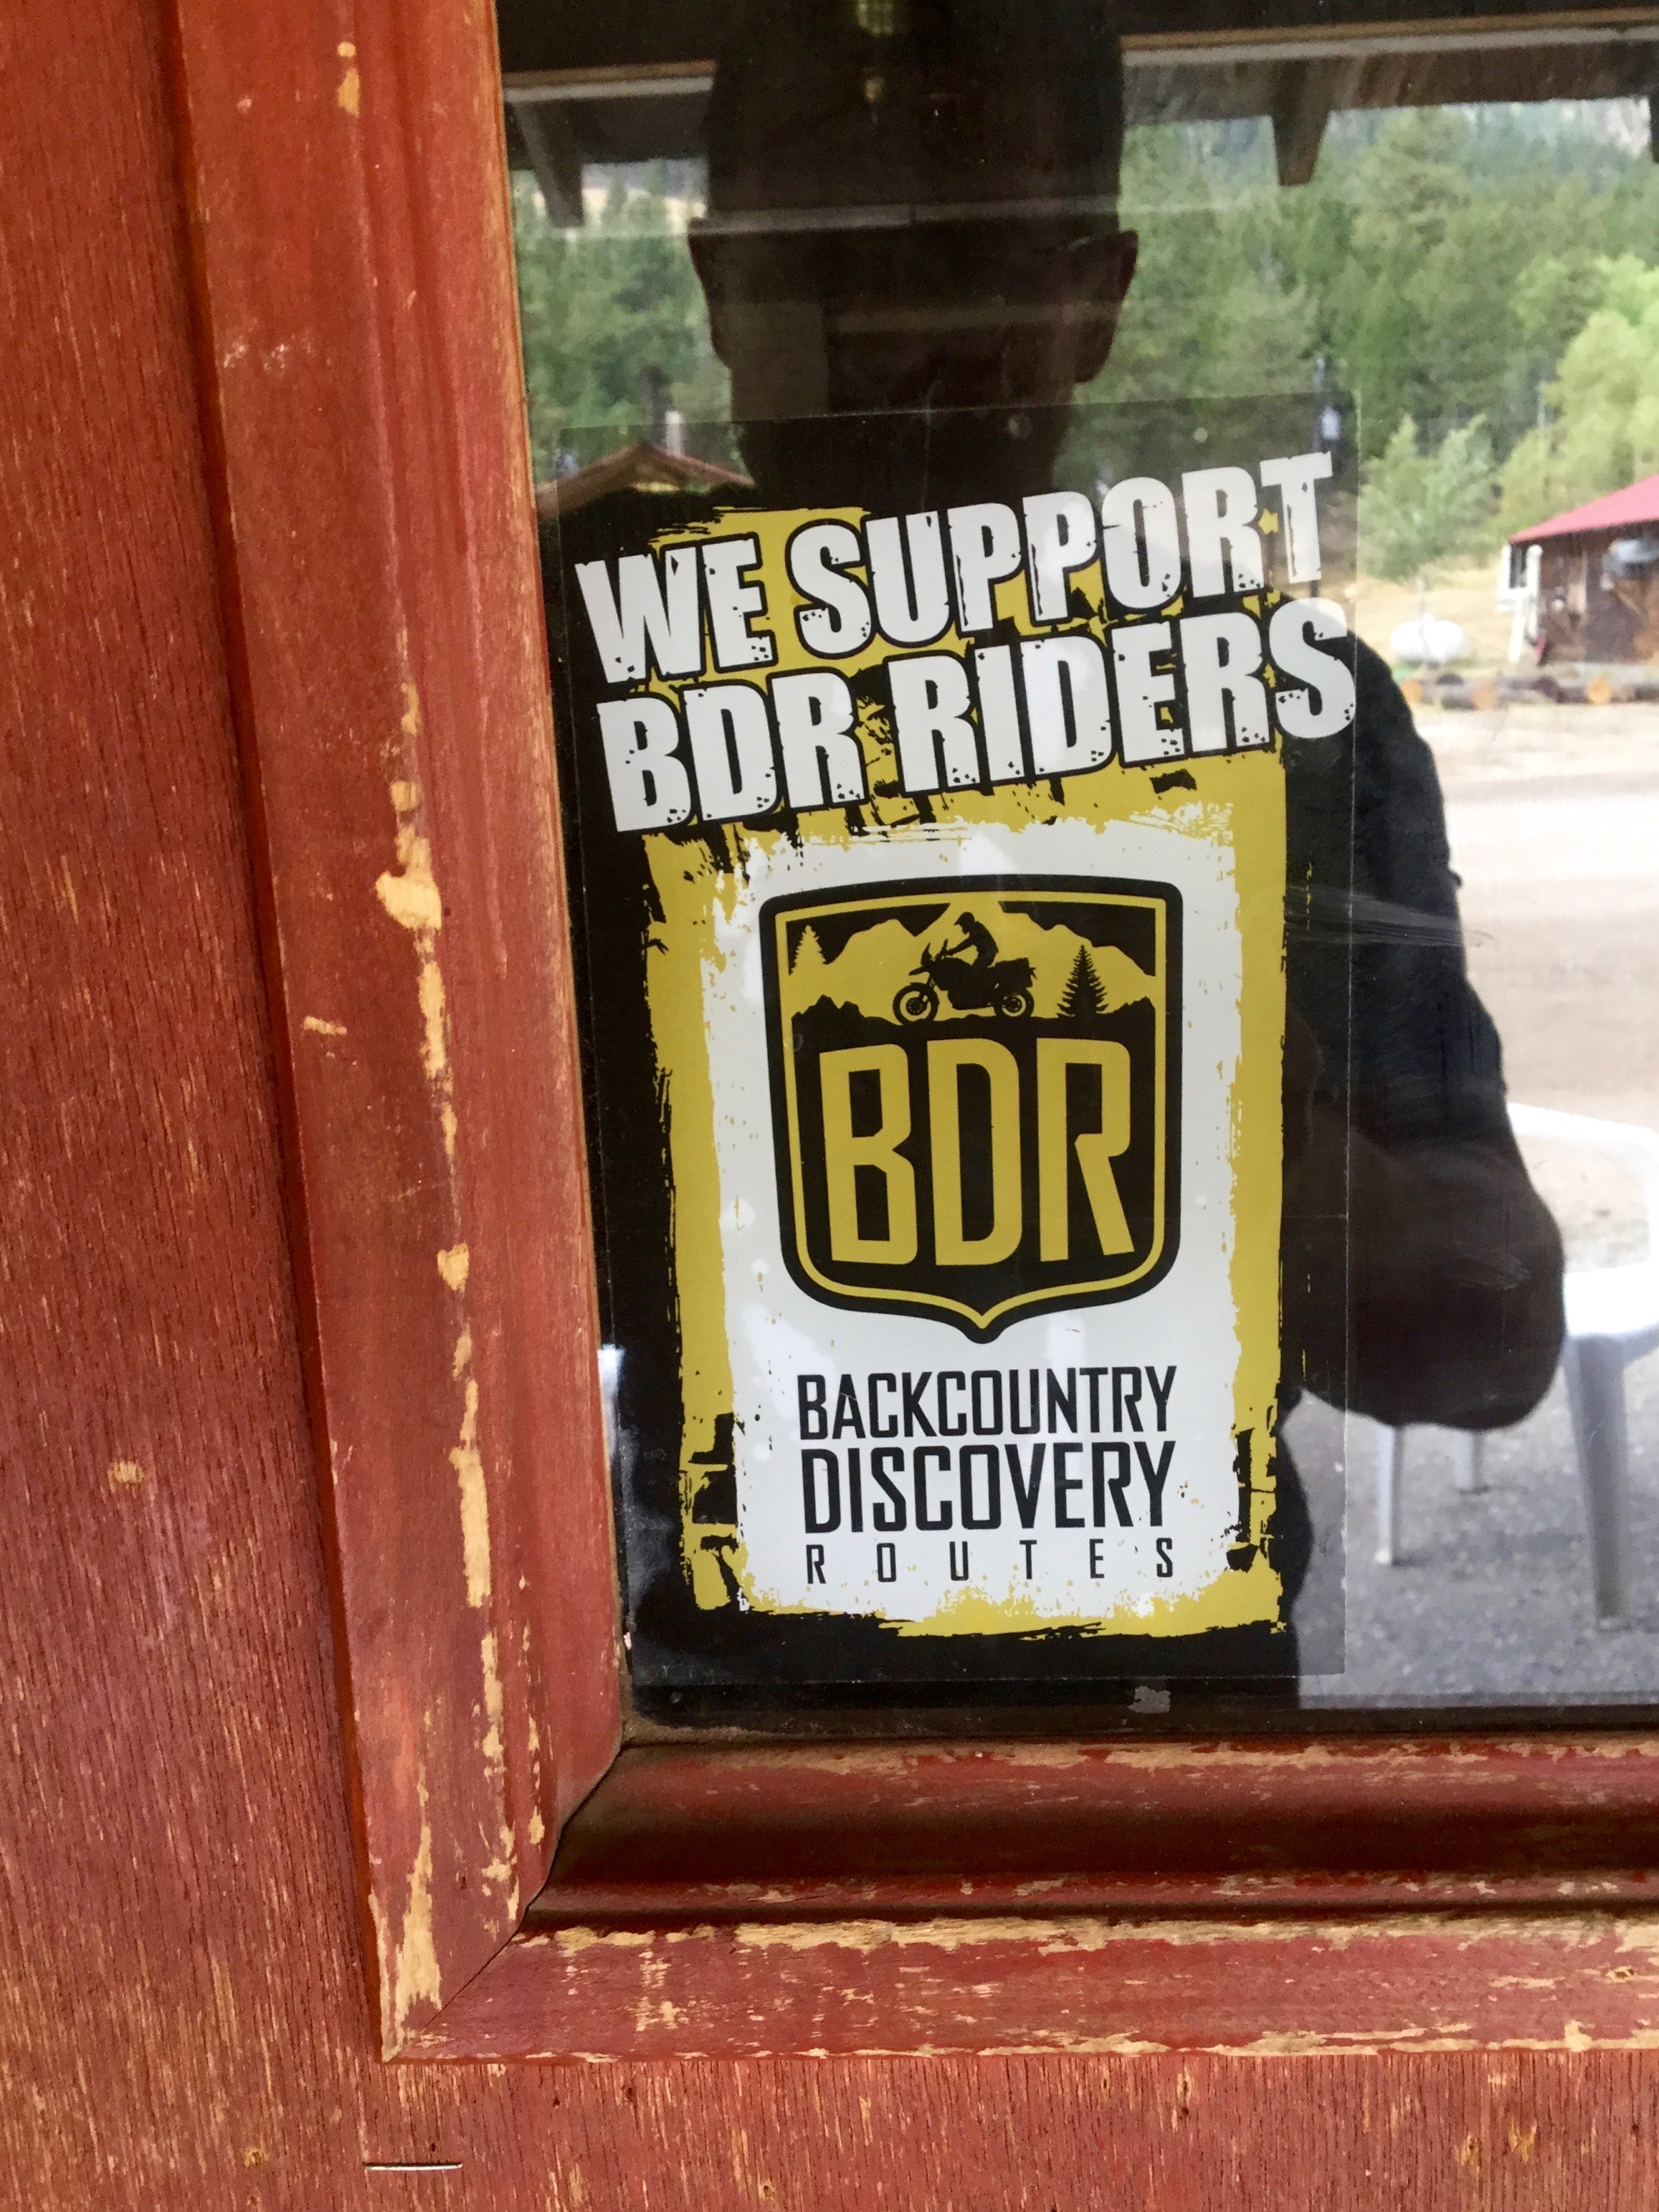 WE SUPPORT
BDR RIDERS
BDR
BACKCOUNTRY
DISCOVERY
ROUTES